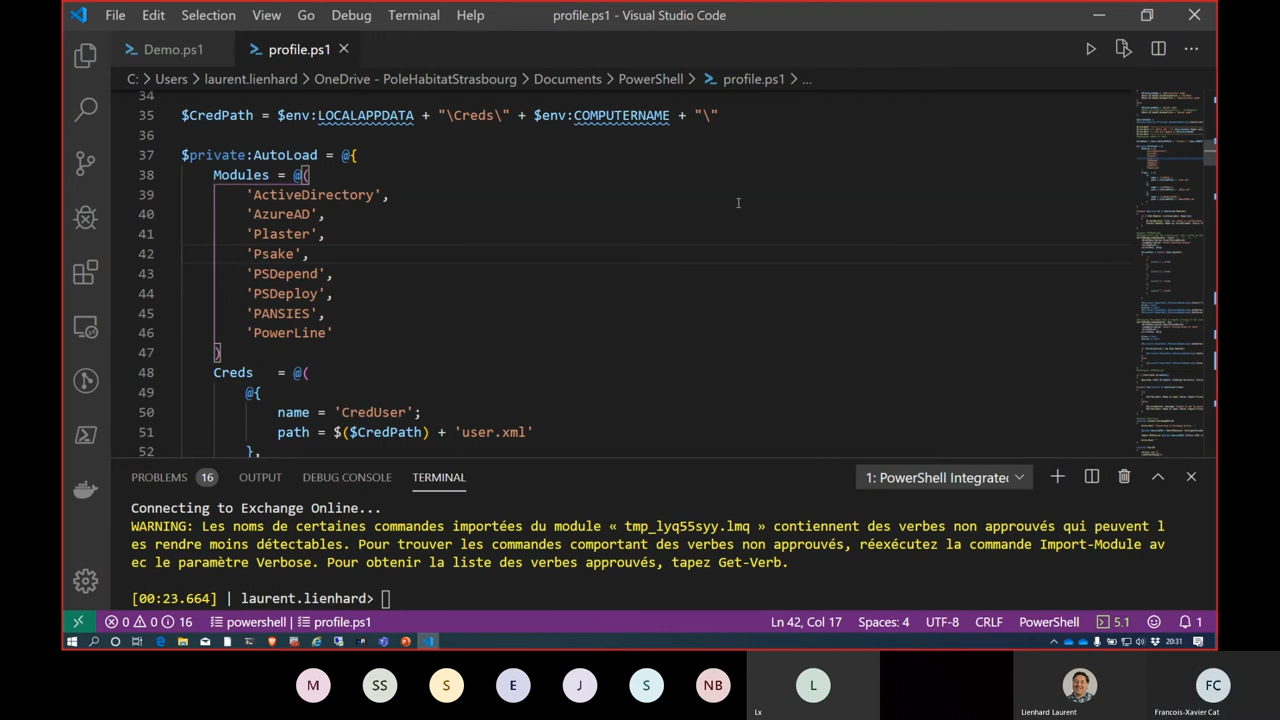 File Edit Selection View Go Debug Terminal Help profile.ps1 - Visual Studio Code
Demo.ps1 profile.ps1
C: > Users > laurent.lienhard > OneDrive - PoleHabitatStrasbourg > Documents > PowerShell > profile.ps1 > ...
34
35 $CredPath = $env:LOCALAPPDATA + "\Creds\" + $env:COMPUTERNAME + "\"
36
37 $private:AutoLoad = @{
38 Modules = @(
39 'ActiveDirectory',
40 'AzureAD',
41 'Plaster',
42 'Psake',
43 'PSDepend',
44 'PSDeploy',
45 'PANSIES',
46 'PowerLine'
47 )
48 Creds = @(
49 @{
50 name = 'CredUser';
51 path = $($CredPath) + 'user.xml'
52 },
PROBLEMS 16 OUTPUT DEBUG CONSOLE TERMINAL 1: PowerShell Integrated
Connecting to Exchange Online...
WARNING: Les noms de certaines commandes importées du module « tmp_lyq55syy.lmq » contiennent des verbes non approuvés qui peuvent l
es rendre moins détectables. Pour trouver les commandes comportant des verbes non approuvés, réexécutez la commande Import-Module av
ec le paramètre Verbose. Pour obtenir la liste des verbes approuvés, tapez Get-Verb.
[00:23.664] | laurent.lienhard>
0 0 16 powershell profile.ps1 Ln 42, Col 17 Spaces: 4 UTF-8 CRLF PowerShell 5.1 1
20:31
M SS S E J S NB L FC
Lx Lienhard Laurent Francois-Xavier Cat